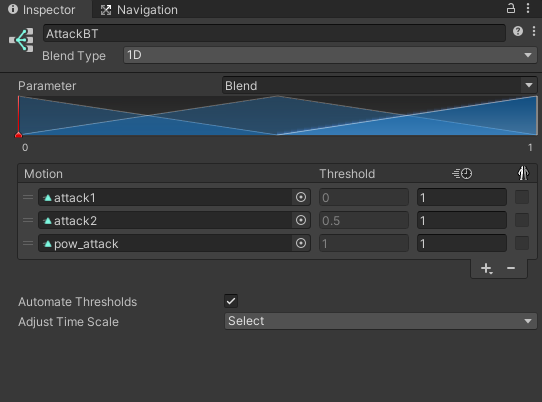 Inspector Navigation
AttackBT
Blend Type 1D
Parameter Blend
0 1
Motion Threshold
attack1 0 1
attack2 0.5 1
pow_attack 1 1
+ −
Automate Thresholds
Adjust Time Scale Select